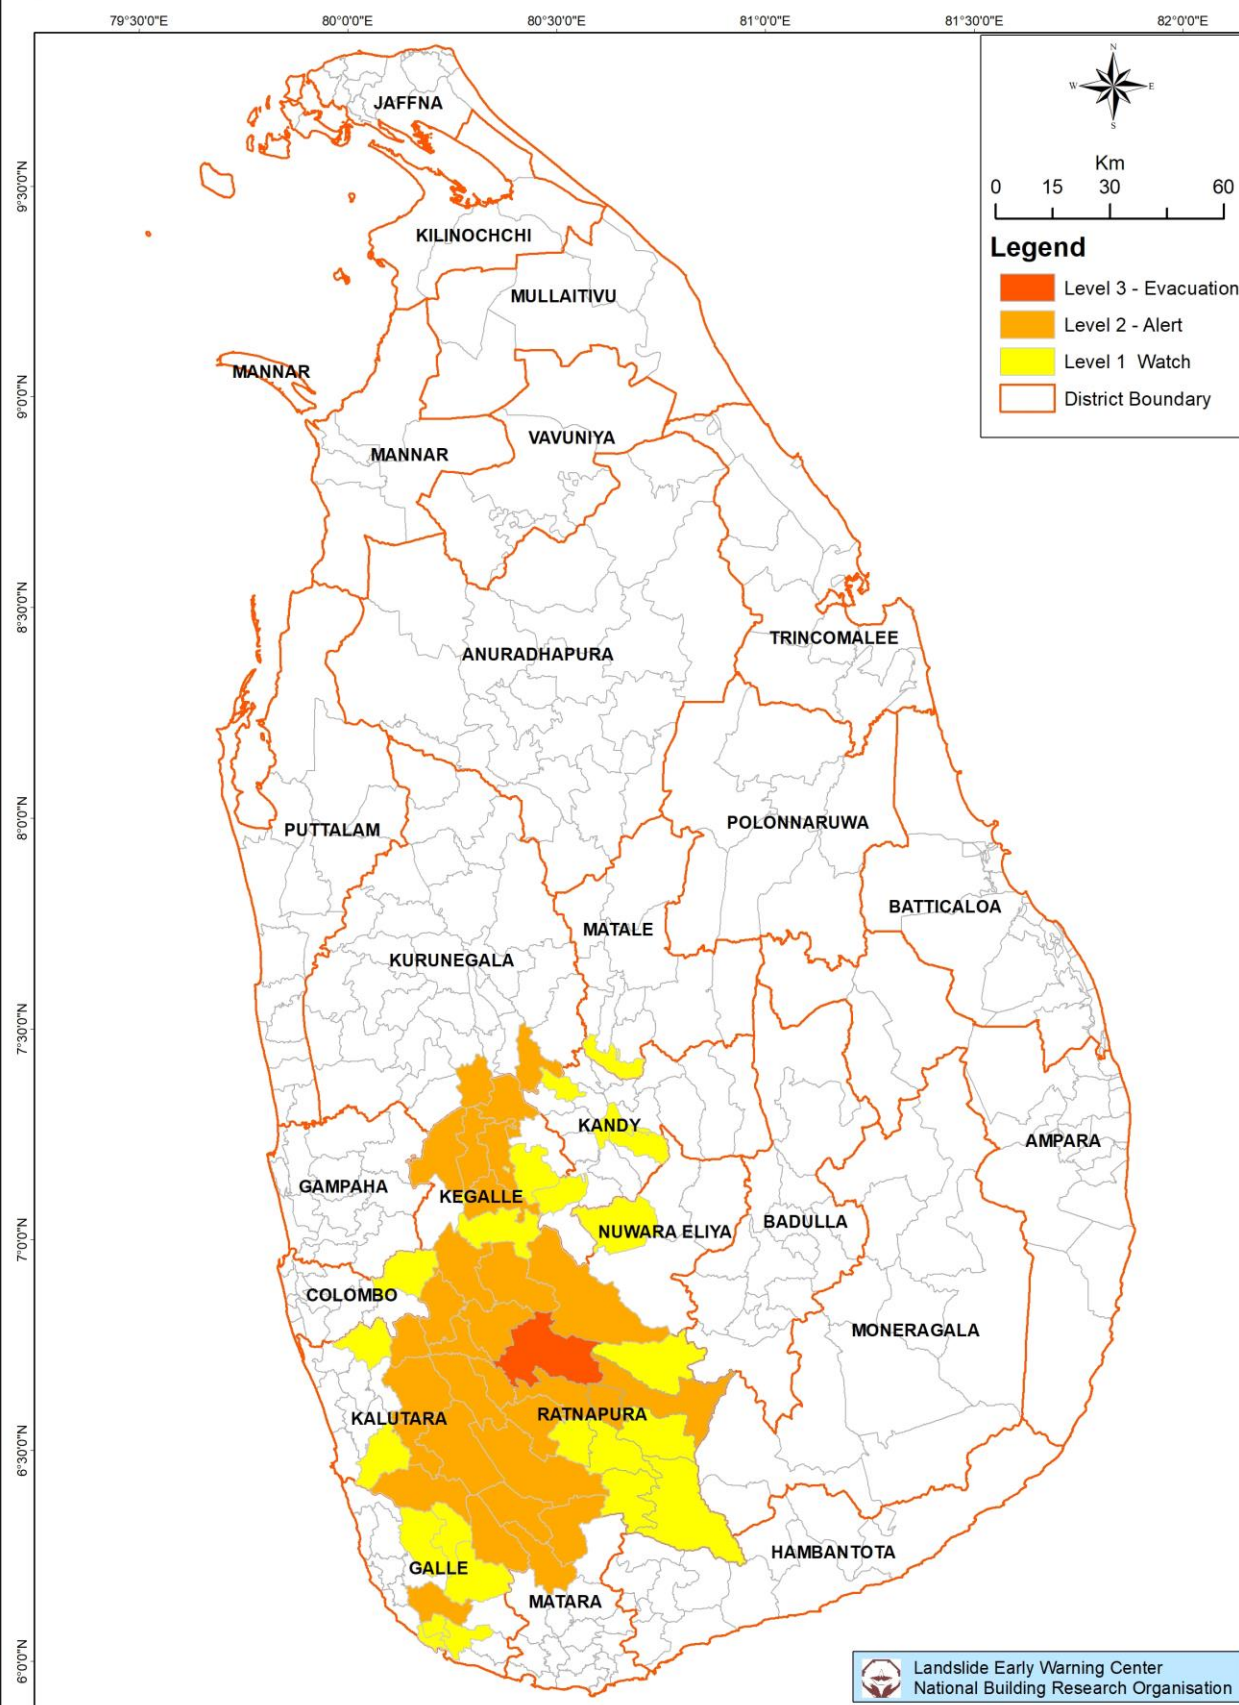 79°30'0"E 80°0'0"E 80°30'0"E 81°0'0"E 81°30'0"E 82°0'0"E
N
W E
S
Km
0 15 30 60
Legend
Level 3 - Evacuation
Level 2 - Alert
Level 1 Watch
District Boundary
9°30'0"N
9°0'0"N
8°30'0"N
8°0'0"N
7°30'0"N
7°0'0"N
6°30'0"N
6°0'0"N
JAFFNA
KILINOCHCHI
MULLAITIVU
MANNAR
VAVUNIYA
MANNAR
TRINCOMALEE
ANURADHAPURA
POLONNARUWA
PUTTALAM
BATTICALOA
MATALE
KURUNEGALA
KANDY
AMPARA
GAMPAHA
KEGALLE
BADULLA
NUWARA ELIYA
COLOMBO
MONERAGALA
RATNAPURA
KALUTARA
HAMBANTOTA
GALLE
MATARA
Landslide Early Warning Center
National Building Research Organisation